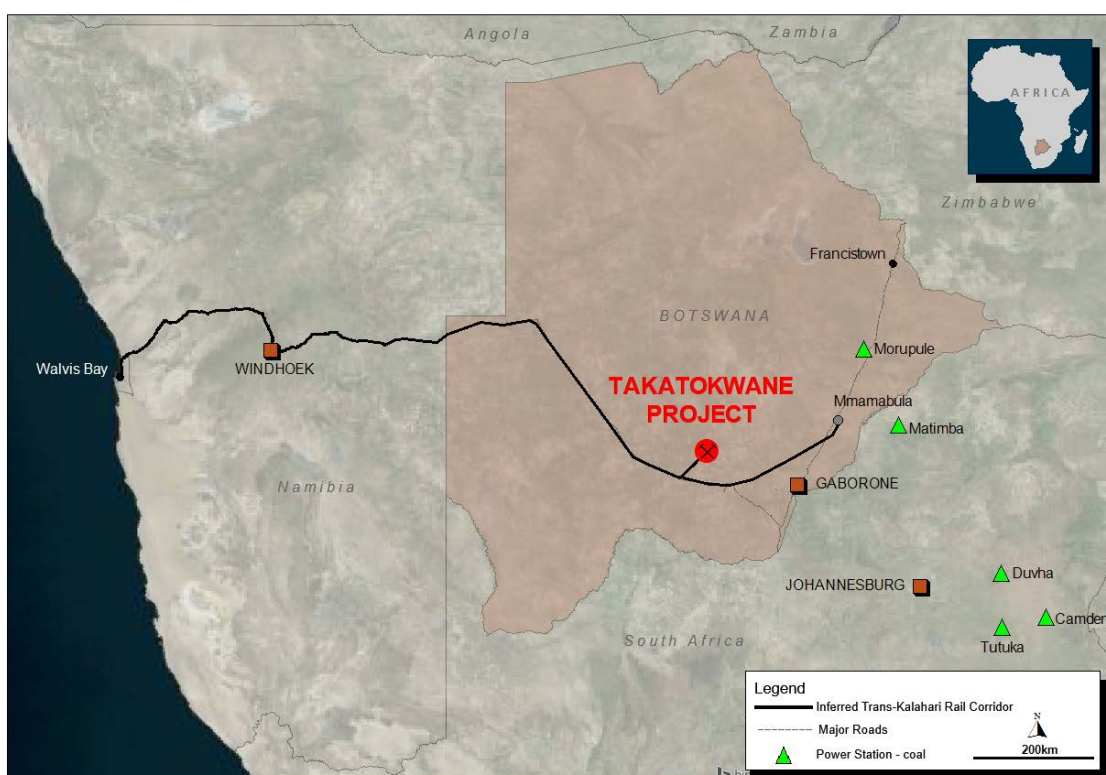 Angola
Zambia
AFRICA
Zimbabwe
Francistown
BOTSWANA
Walvis Bay
WINDHOEK
Morupule
TAKATOKWANE
PROJECT
Mmamabula
Matimba
Namibia
GABORONE
JOHANNESBURG
Duvha
Camden
Tutuka
South Africa
Legend
Inferred Trans-Kalahari Rail Corridor
Major Roads
Power Station - coal
N
200km